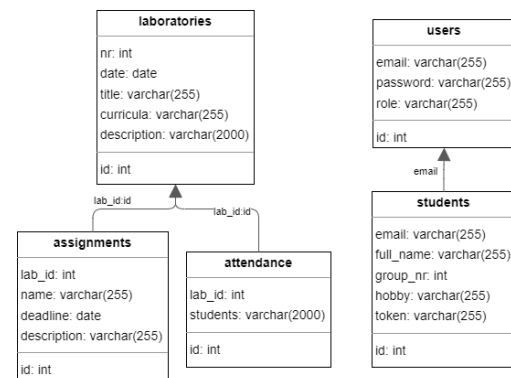 laboratories
nr: int
date: date
title: varchar(255)
curricula: varchar(255)
description: varchar(2000)
id: int
users
email: varchar(255)
password: varchar(255)
role: varchar(255)
id: int
lab_id:id
lab_id:id
email
assignments
lab_id: int
name: varchar(255)
deadline: date
description: varchar(255)
id: int
attendance
lab_id: int
students: varchar(2000)
id: int
students
email: varchar(255)
full_name: varchar(255)
group_nr: int
hobby: varchar(255)
token: varchar(255)
id: int